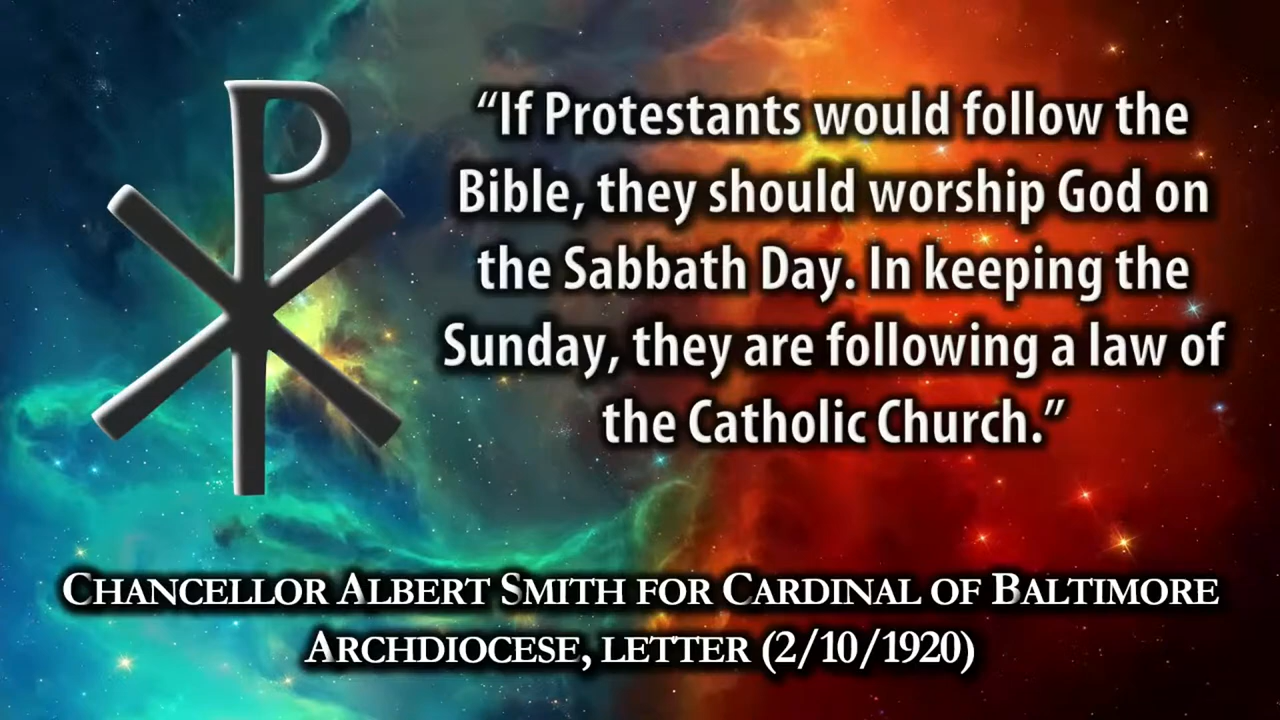 “If Protestants would follow the
Bible, they should worship God on
the Sabbath Day. In keeping the
Sunday, they are following a law of
the Catholic Church.”
Chancellor Albert Smith for Cardinal of Baltimore
Archdiocese, letter (2/10/1920)